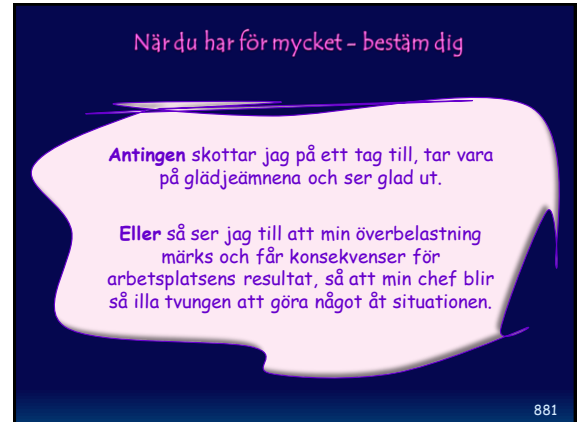 När du har för mycket - bestäm dig
Antingen skottar jag på ett tag till, tar vara
på glädjeämnena och ser glad ut.
Eller så ser jag till att min överbelastning
märks och får konsekvenser för
arbetsplatsens resultat, så att min chef blir
så illa tvungen att göra något åt situationen.
881